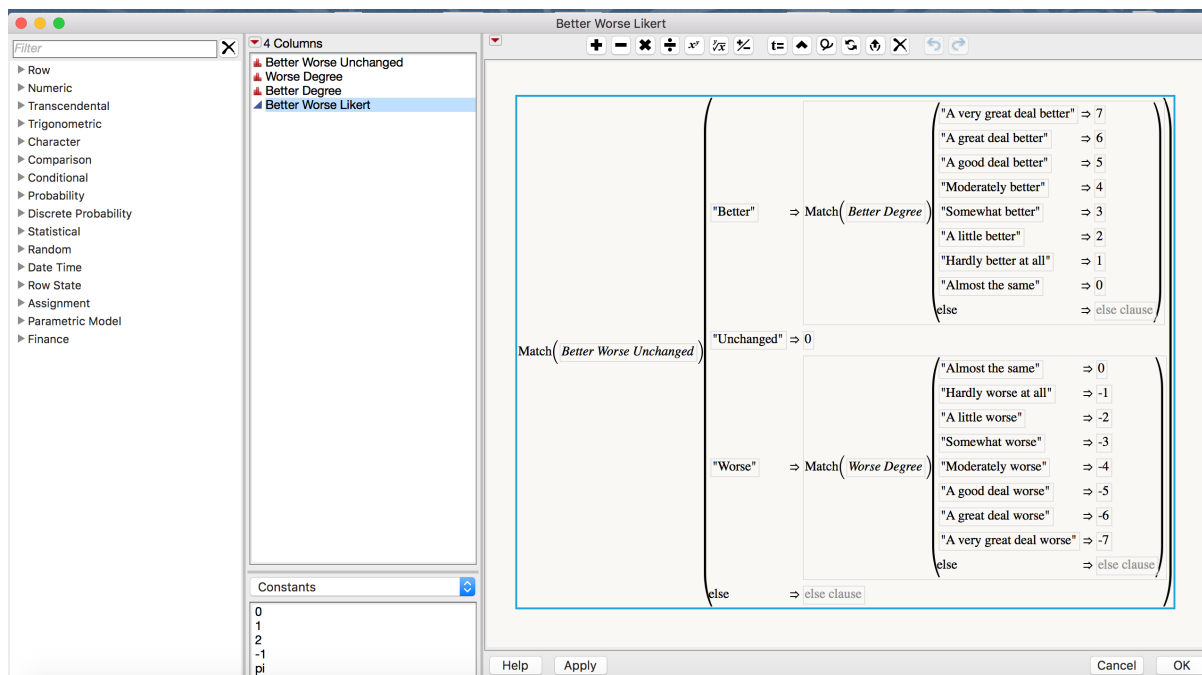 Better Worse Likert
Filter
Row
Numeric
Transcendental
Trigonometric
Character
Comparison
Conditional
Probability
Discrete Probability
Statistical
Random
Date Time
Row State
Assignment
Parametric Model
Finance
4 Columns
Better Worse Unchanged
Worse Degree
Better Degree
Better Worse Likert
Constants
0
1
2
-1
pi
t=
Match( Better Worse Unchanged )
"Better" ⇒ Match( Better Degree )
"A very great deal better" ⇒ 7
"A great deal better" ⇒ 6
"A good deal better" ⇒ 5
"Moderately better" ⇒ 4
"Somewhat better" ⇒ 3
"A little better" ⇒ 2
"Hardly better at all" ⇒ 1
"Almost the same" ⇒ 0
else ⇒ else clause
"Unchanged" ⇒ 0
"Worse" ⇒ Match( Worse Degree )
"Almost the same" ⇒ 0
"Hardly worse at all" ⇒ -1
"A little worse" ⇒ -2
"Somewhat worse" ⇒ -3
"Moderately worse" ⇒ -4
"A good deal worse" ⇒ -5
"A great deal worse" ⇒ -6
"A very great deal worse" ⇒ -7
else ⇒ else clause
else ⇒ else clause
Help Apply Cancel OK